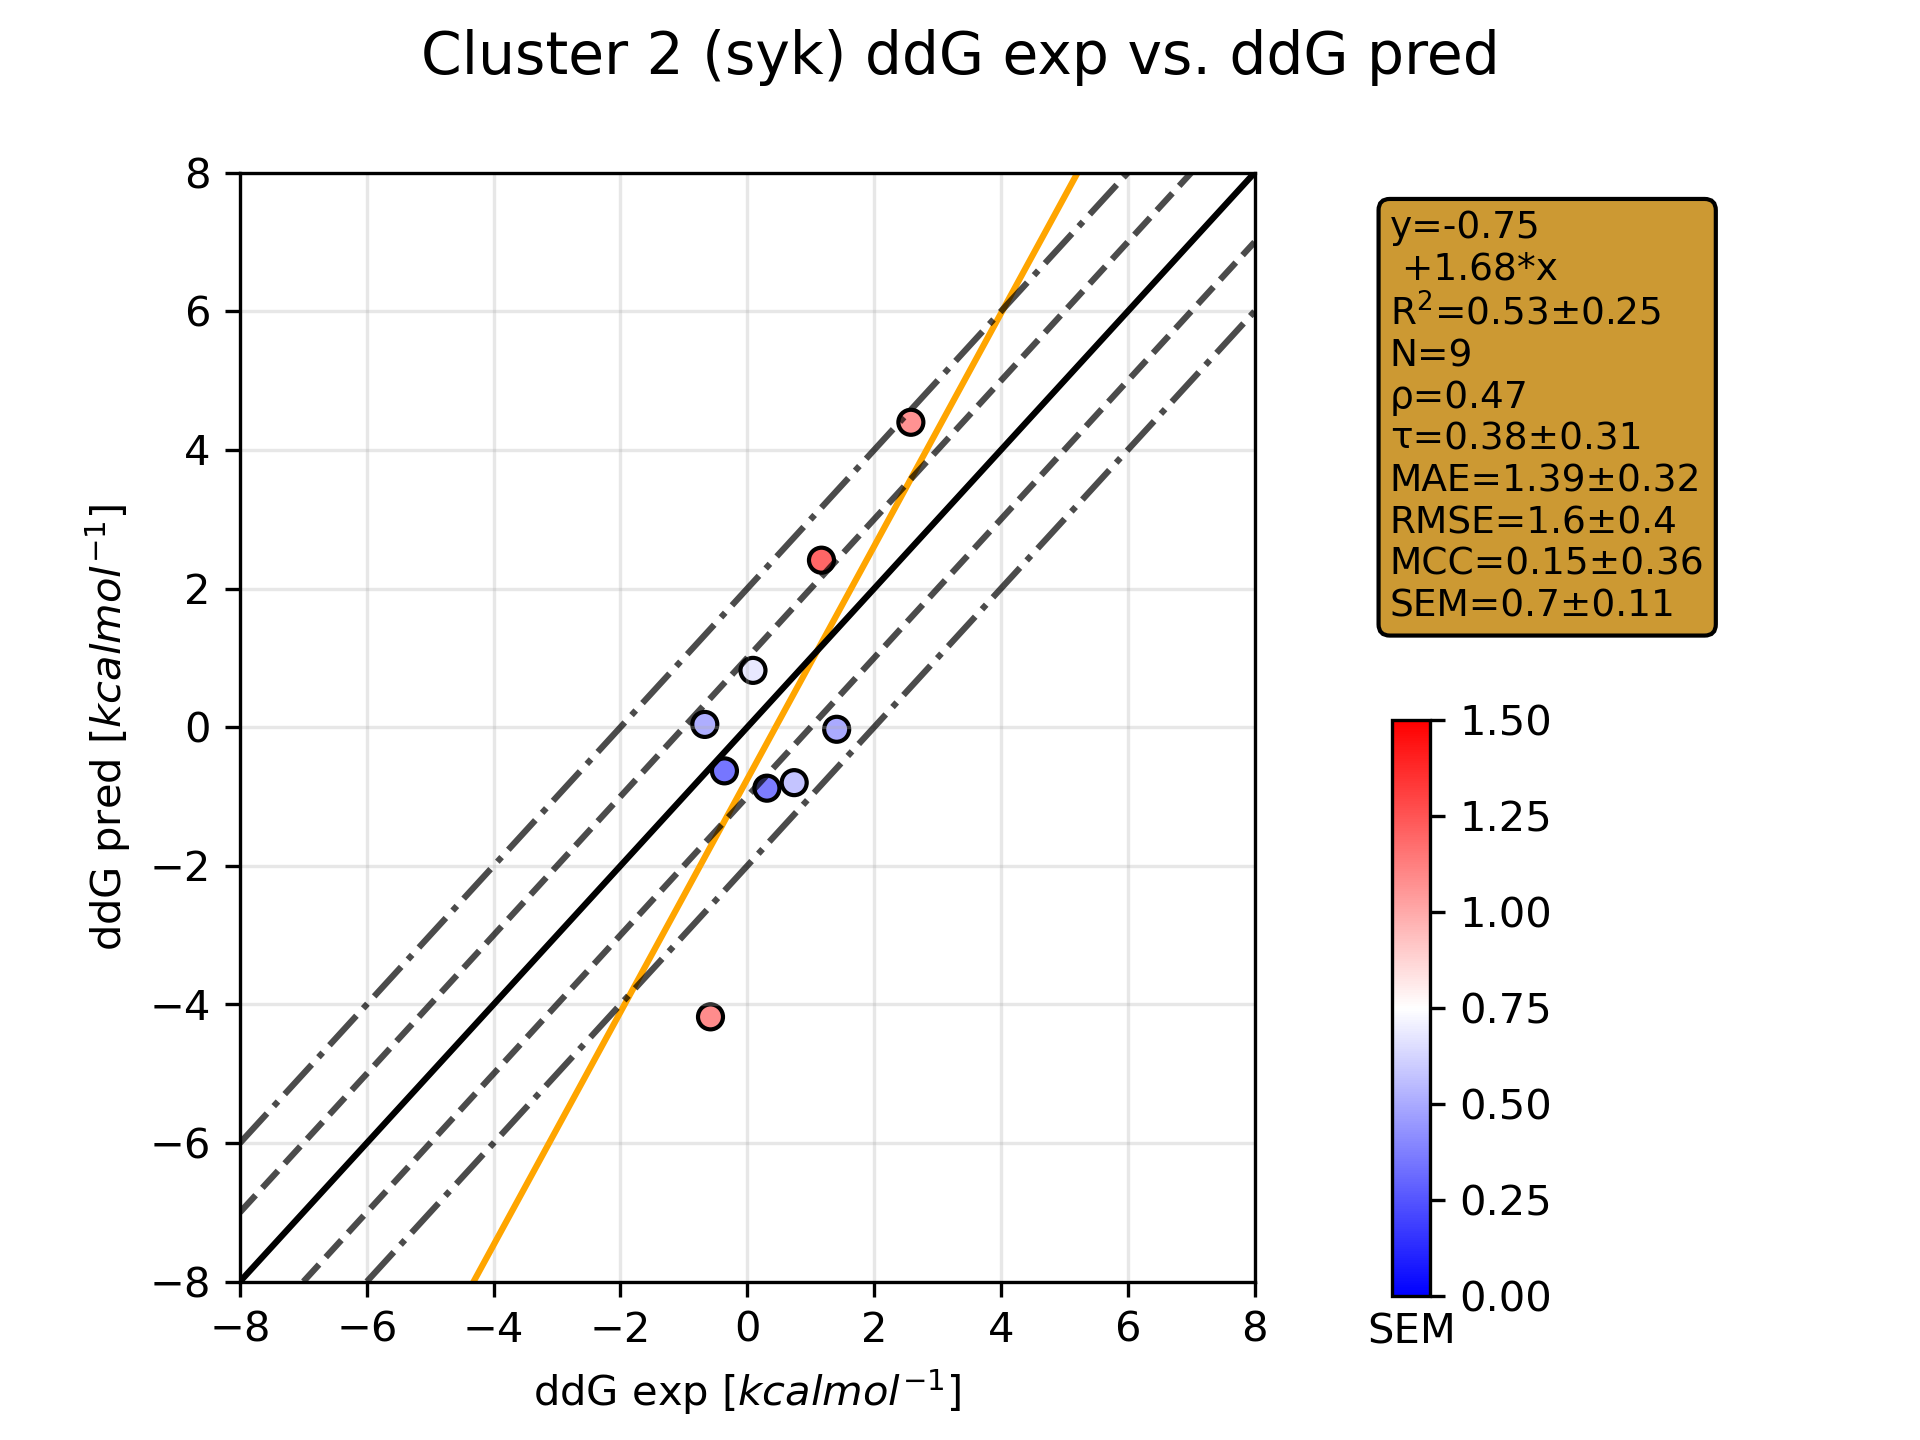 Cluster 2 (syk) ddG exp vs. ddG pred
8
6
4
2
0
−2
−4
−6
−8
ddG pred [kcalmol⁻¹]
−8 −6 −4 −2 0 2 4 6 8
ddG exp [kcalmol⁻¹]
y=-0.75
+1.68*x
R²=0.53±0.25
N=9
ρ=0.47
τ=0.38±0.31
MAE=1.39±0.32
RMSE=1.6±0.4
MCC=0.15±0.36
SEM=0.7±0.11
1.50
1.25
1.00
0.75
0.50
0.25
0.00
SEM